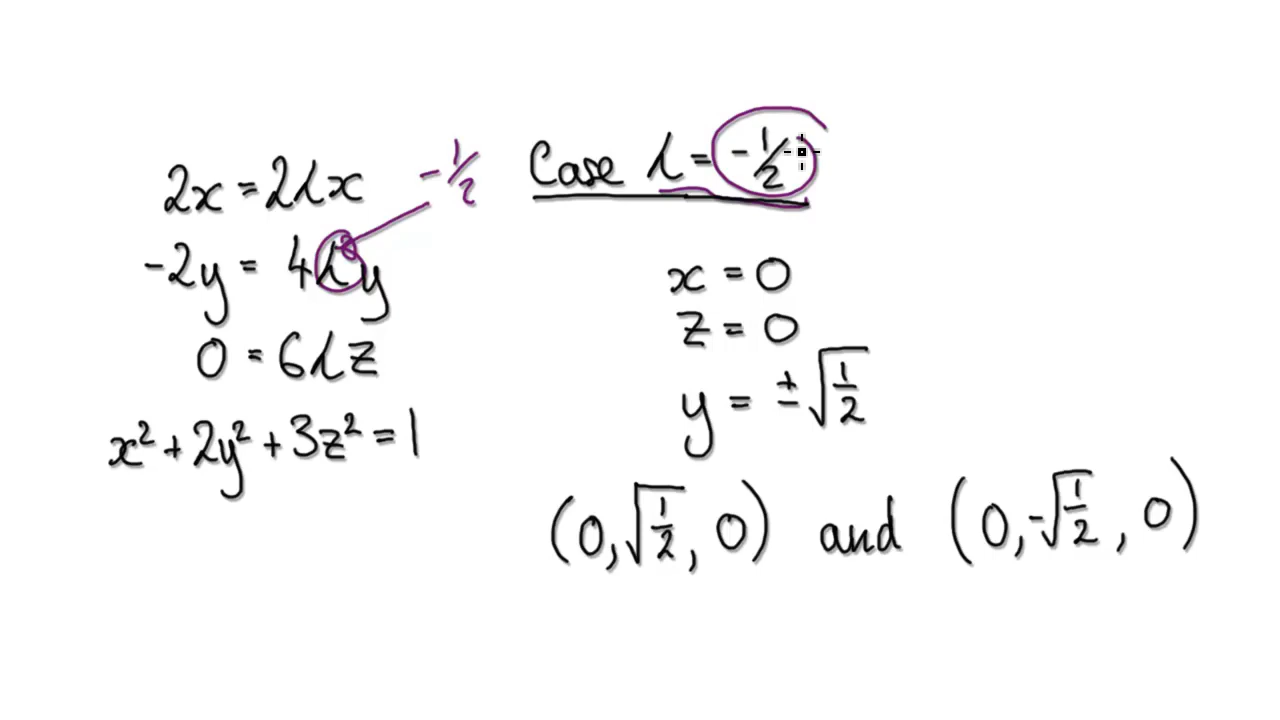 2x = 2λx
-2y = 4λy
0 = 6λz
x² + 2y² + 3z² = 1
-1/2
Case λ = -1/2
x = 0
z = 0
y = ±√(1/2)
(0, √(1/2), 0) and (0, -√(1/2), 0)